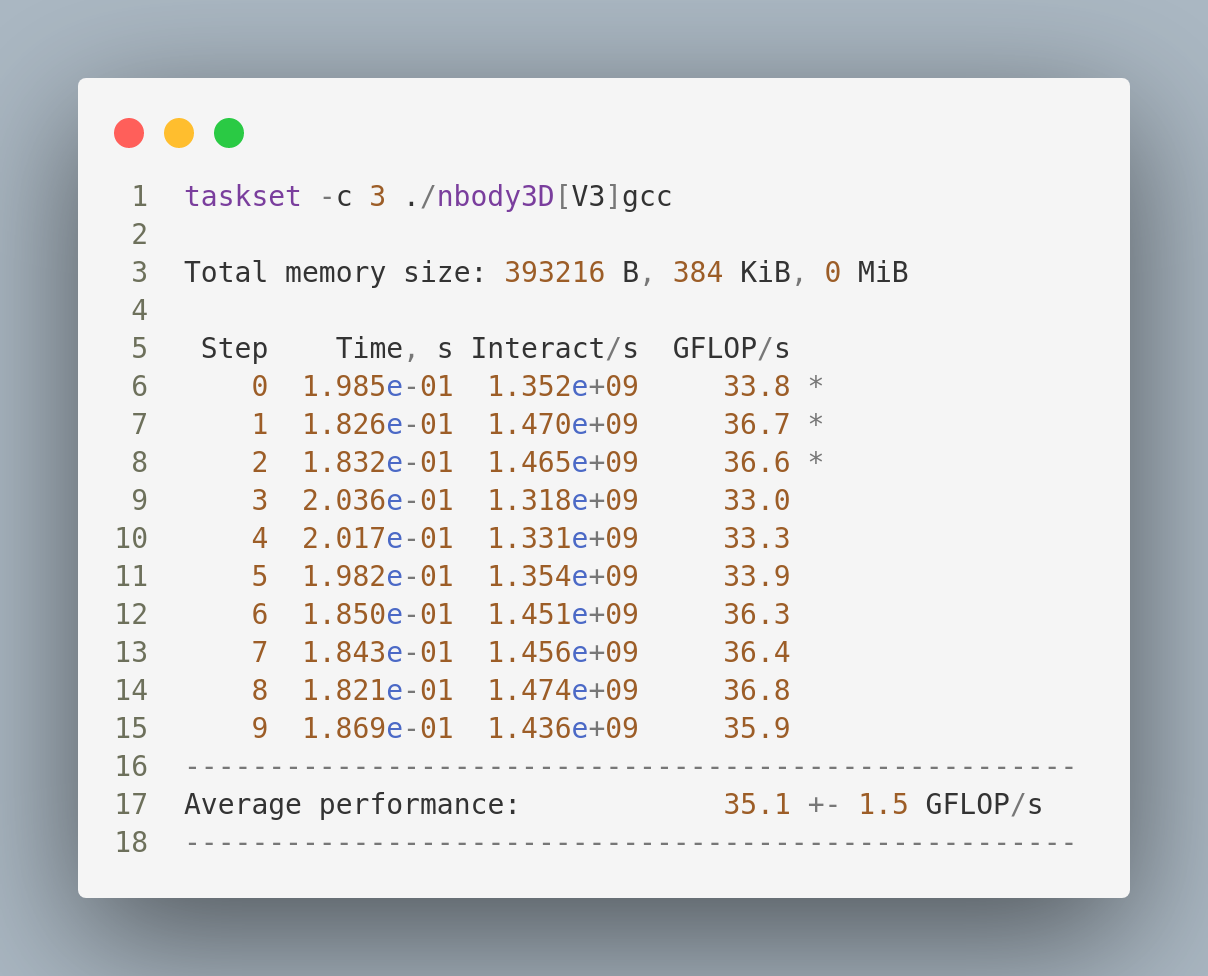 1 taskset -c 3 ./nbody3D[V3]gcc
2
3 Total memory size: 393216 B, 384 KiB, 0 MiB
4
5 Step Time, s Interact/s GFLOP/s
6 0 1.985e-01 1.352e+09 33.8 *
7 1 1.826e-01 1.470e+09 36.7 *
8 2 1.832e-01 1.465e+09 36.6 *
9 3 2.036e-01 1.318e+09 33.0
10 4 2.017e-01 1.331e+09 33.3
11 5 1.982e-01 1.354e+09 33.9
12 6 1.850e-01 1.451e+09 36.3
13 7 1.843e-01 1.456e+09 36.4
14 8 1.821e-01 1.474e+09 36.8
15 9 1.869e-01 1.436e+09 35.9
16 -----------------------------------------------------
17 Average performance: 35.1 +- 1.5 GFLOP/s
18 -----------------------------------------------------